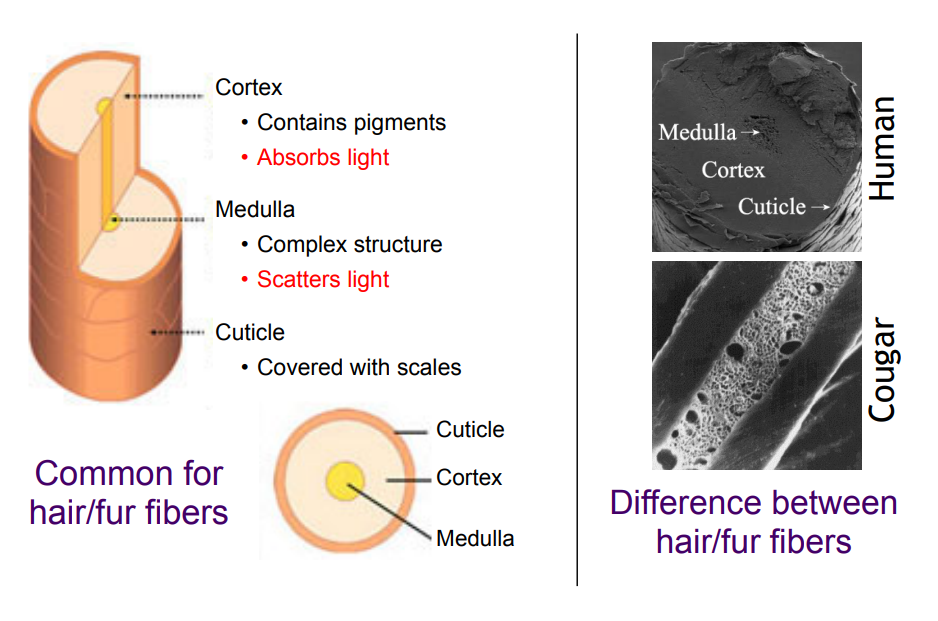 Cortex
• Contains pigments
• Absorbs light
Medulla
• Complex structure
• Scatters light
Cuticle
• Covered with scales
Cuticle
Cortex
Medulla
Common for
hair/fur fibers
Medulla
Cortex
Cuticle
Human
Cougar
Difference between
hair/fur fibers